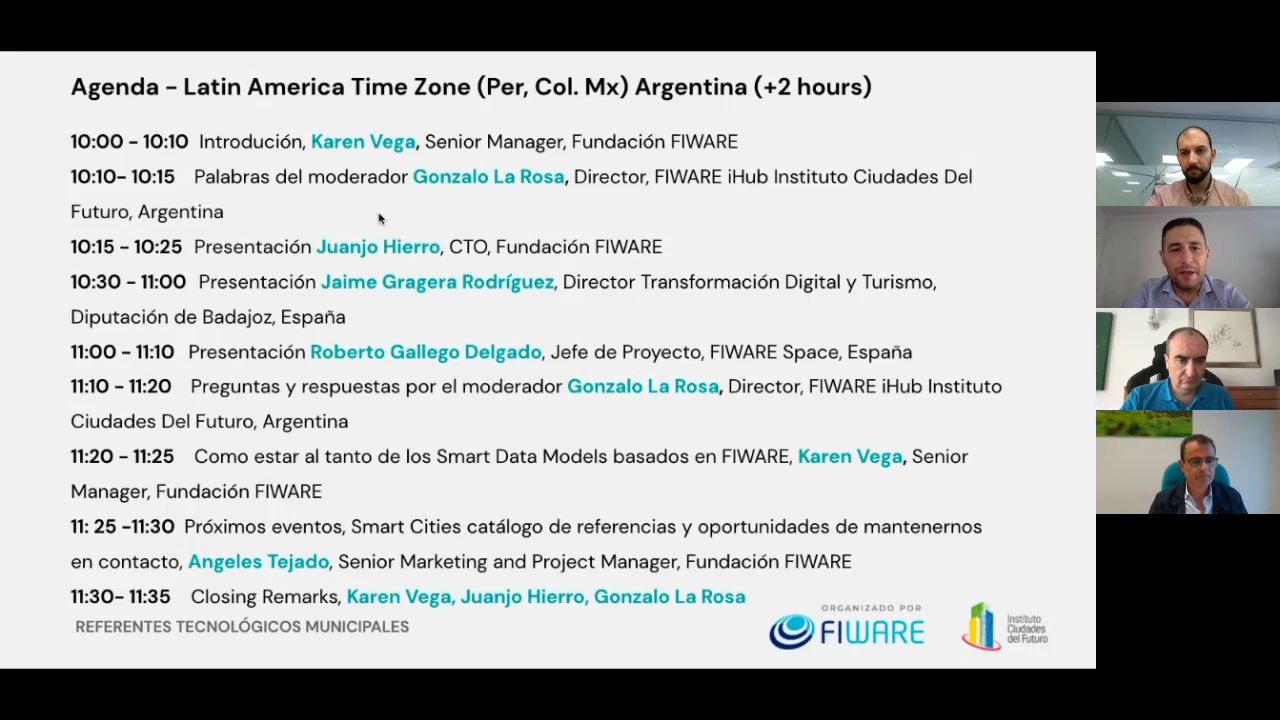 Agenda – Latin America Time Zone (Per, Col. Mx) Argentina (+2 hours)
10:00 – 10:10 Introdución, Karen Vega, Senior Manager, Fundación FIWARE
10:10– 10:15 Palabras del moderador Gonzalo La Rosa, Director, FIWARE iHub Instituto Ciudades Del
Futuro, Argentina
10:15 – 10:25 Presentación Juanjo Hierro, CTO, Fundación FIWARE
10:30 – 11:00 Presentación Jaime Gragera Rodríguez, Director Transformación Digital y Turismo,
Diputación de Badajoz, España
11:00 – 11:10 Presentación Roberto Gallego Delgado, Jefe de Proyecto, FIWARE Space, España
11:10 – 11:20 Preguntas y respuestas por el moderador Gonzalo La Rosa, Director, FIWARE iHub Instituto
Ciudades Del Futuro, Argentina
11:20 – 11:25 Como estar al tanto de los Smart Data Models basados en FIWARE, Karen Vega, Senior
Manager, Fundación FIWARE
11: 25 –11:30 Próximos eventos, Smart Cities catálogo de referencias y oportunidades de mantenernos
en contacto, Angeles Tejado, Senior Marketing and Project Manager, Fundación FIWARE
11:30– 11:35 Closing Remarks, Karen Vega, Juanjo Hierro, Gonzalo La Rosa
REFERENTES TECNOLÓGICOS MUNICIPALES
ORGANIZADO POR
FIWARE
Instituto
Ciudades
del Futuro